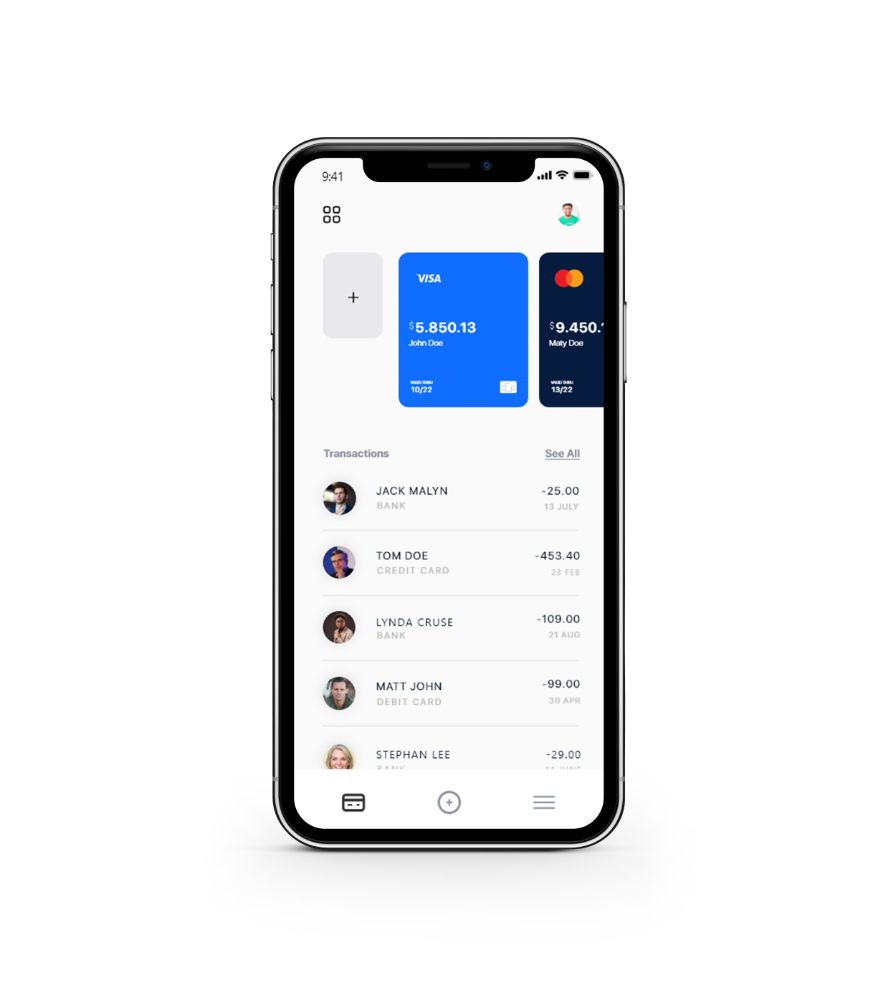 9:41
+
VISA
$5.850.13
John Doe
VALID THRU
10/22
$9.450.1
Maty Doe
VALID THRU
13/22
Transactions
See All
JACK MALYN
-25.00
BANK
13 JULY
TOM DOE
-453.40
CREDIT CARD
23 FEB
LYNDA CRUSE
-109.00
BANK
21 AUG
MATT JOHN
-99.00
DEBIT CARD
30 APR
STEPHAN LEE
-29.00
BANK